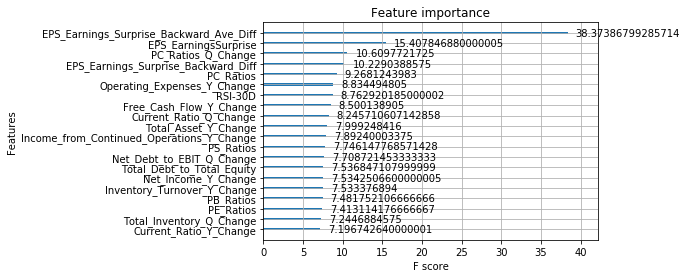 Feature importance
EPS_Earnings_Surprise_Backward_Ave_Diff 38.37386799285714
EPS_EarningsSurprise 15.407846880000005
PC_Ratios_Q_Change 10.6097721725
EPS_Earnings_Surprise_Backward_Diff 10.2290388575
PC_Ratios 9.2681243983
Operating_Expenses_Y_Change 8.834494805
RSI-30D 8.762920185000002
Free_Cash_Flow_Y_Change 8.500138905
Current_Ratio_Q_Change 8.245710607142858
Total_Asset_Y_Change 7.999248416
Income_from_Continued_Operations_Y_Change 7.89240003375
PS_Ratios 7.746147768571428
Net_Debt_to_EBIT_Q_Change 7.708721453333333
Total_Debt_to_Total_Equity 7.536847107999999
Net_Income_Y_Change 7.5342506600000005
Inventory_Turnover_Y_Change 7.533376894
PB_Ratios 7.481752106666666
PE_Ratios 7.413114176666667
Total_Inventory_Q_Change 7.2446884575
Current_Ratio_Y_Change 7.196742640000001
Features
0 5 10 15 20 25 30 35 40
F score